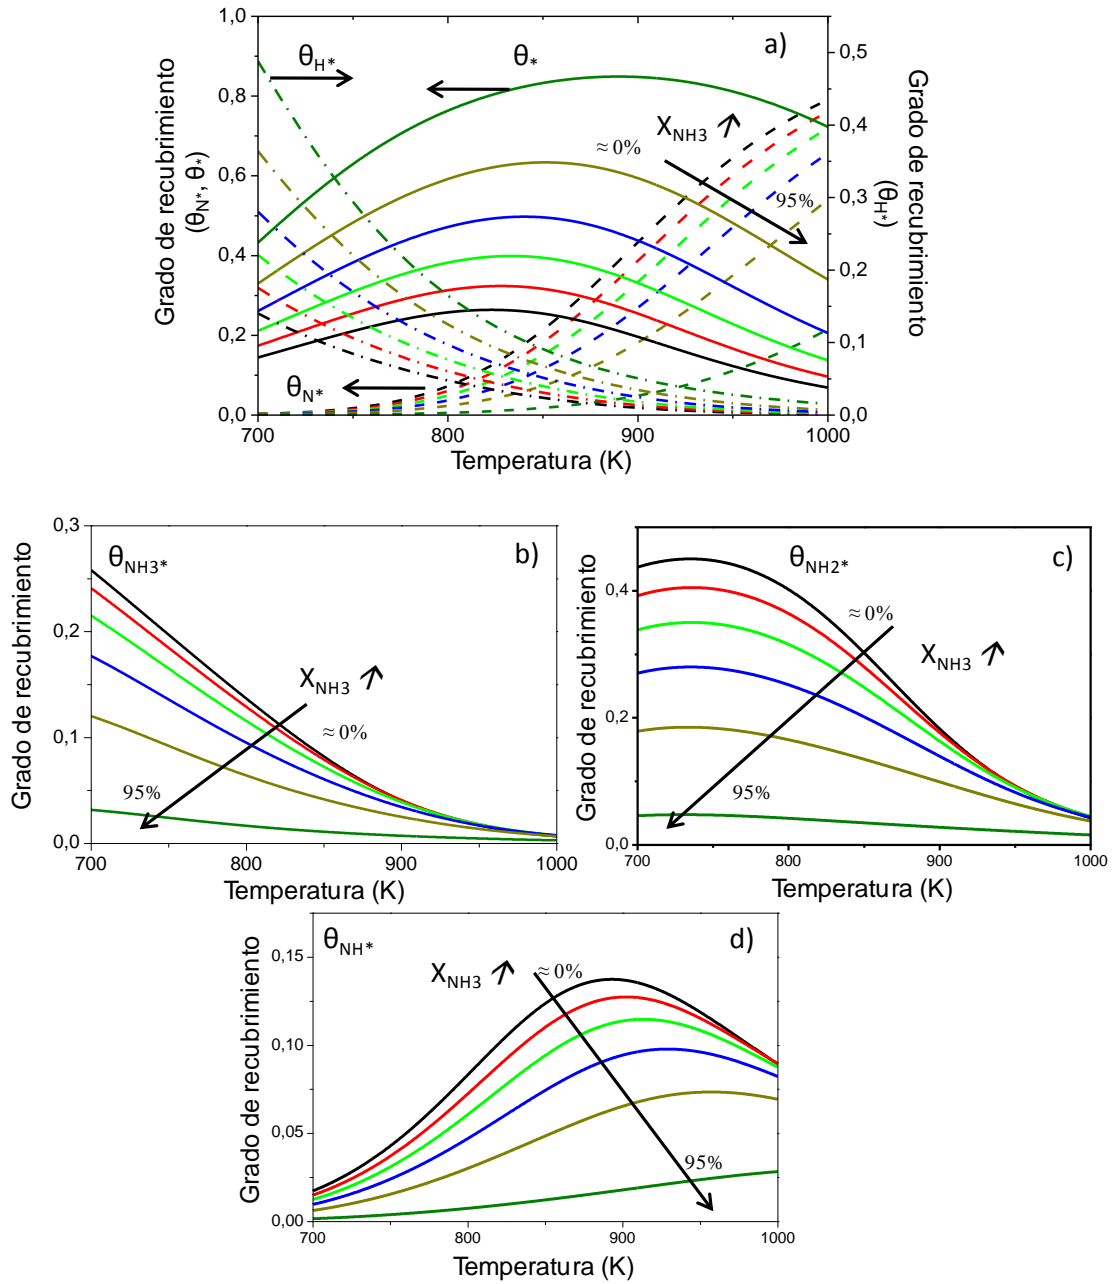 a)
Grado de recubrimiento
(θN*, θ*)
1,0
0,8
0,6
0,4
0,2
0,0
θH*
θ*
XNH3
≈ 0%
95%
θN*
0,5
0,4
0,3
0,2
0,1
0,0
Grado de recubrimiento
(θH*)
700
800
900
1000
Temperatura (K)
b)
Grado de recubrimiento
0,3
0,2
0,1
0,0
θNH3*
XNH3
≈ 0%
95%
700
800
900
1000
Temperatura (K)
c)
Grado de recubrimiento
0,4
0,2
0,0
θNH2*
≈ 0%
XNH3
95%
700
800
900
1000
Temperatura (K)
d)
Grado de recubrimiento
0,15
0,10
0,05
0,00
θNH*
XNH3
≈ 0%
95%
700
800
900
1000
Temperatura (K)